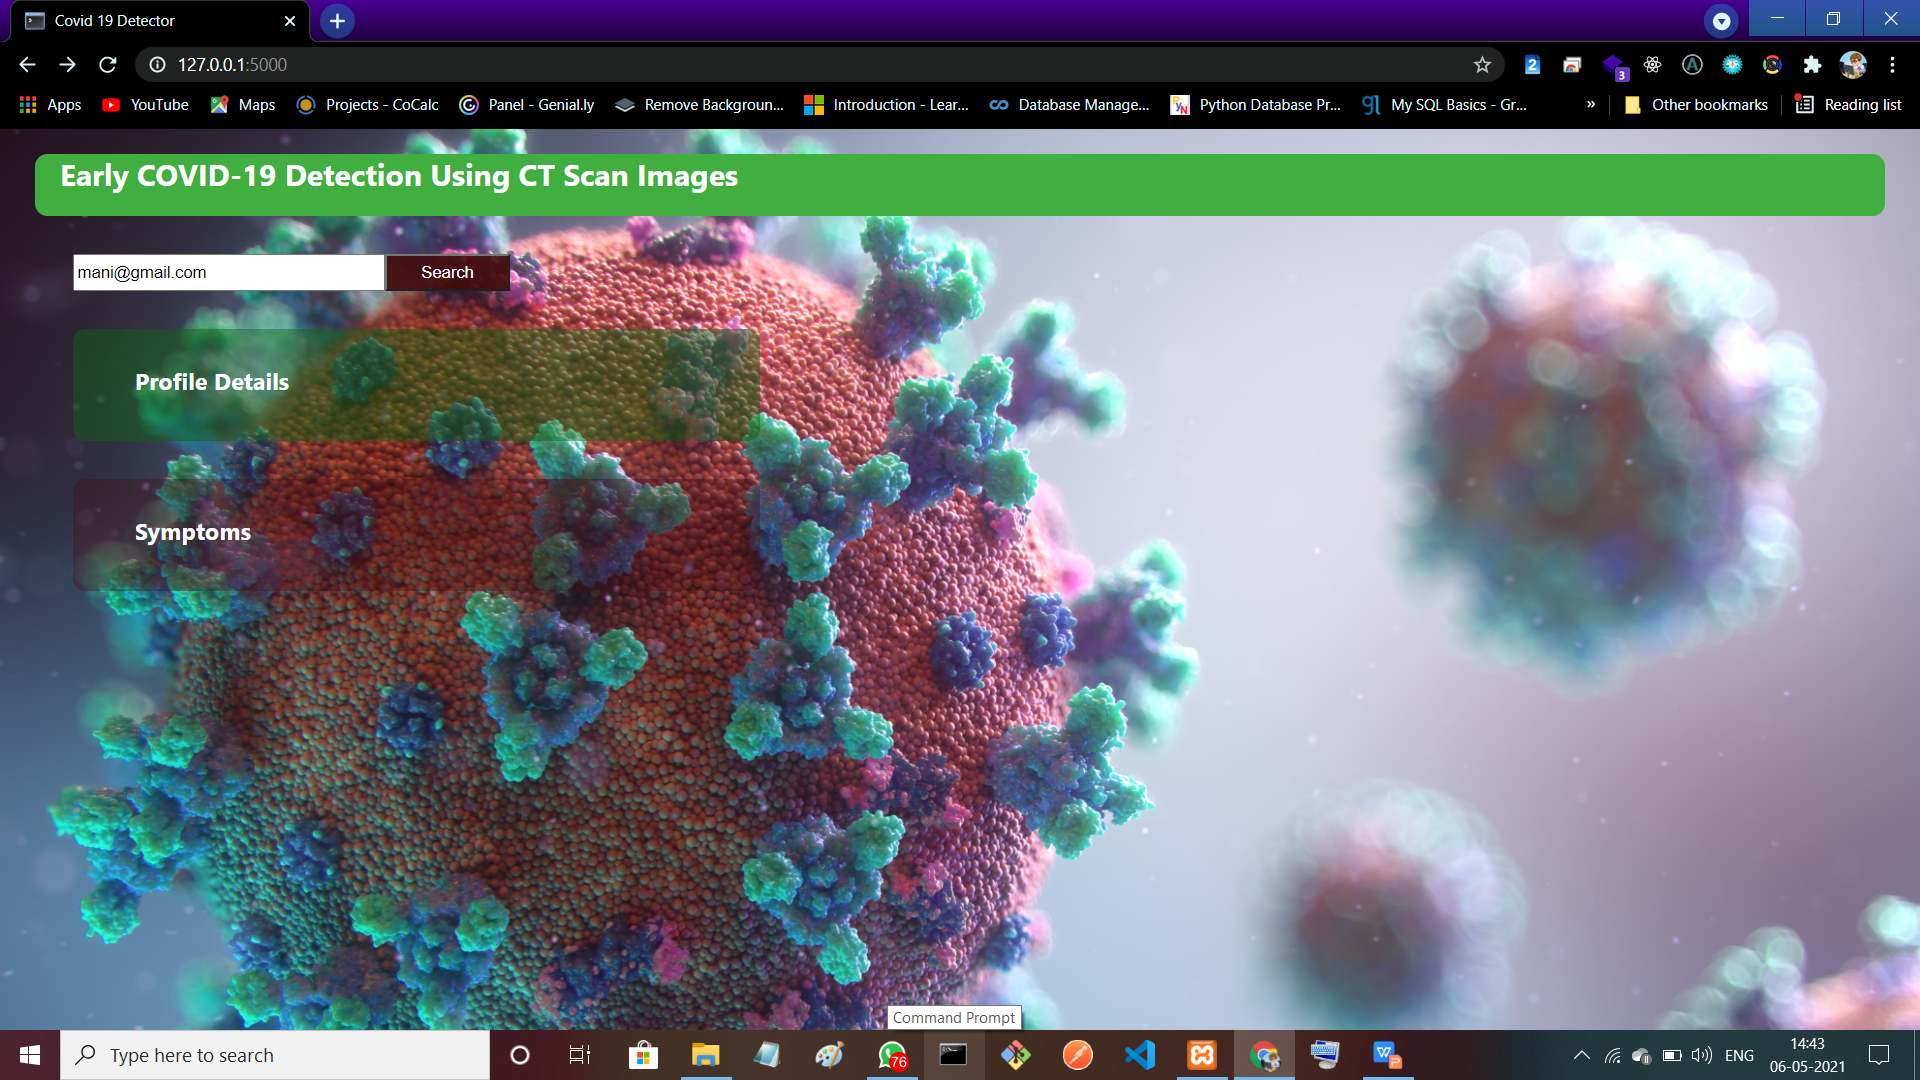 Covid 19 Detector
127.0.0.1:5000
2
3
Apps
YouTube
Maps
Projects - CoCalc
Panel - Genial.ly
Remove Backgroun...
Introduction - Lear...
Database Manage...
Python Database Pr...
My SQL Basics - Gr...
»
Other bookmarks
Reading list
Early COVID-19 Detection Using CT Scan Images
mani@gmail.com
Search
Profile Details
Symptoms
Command Prompt
Type here to search
76
ENG
14:43
06-05-2021